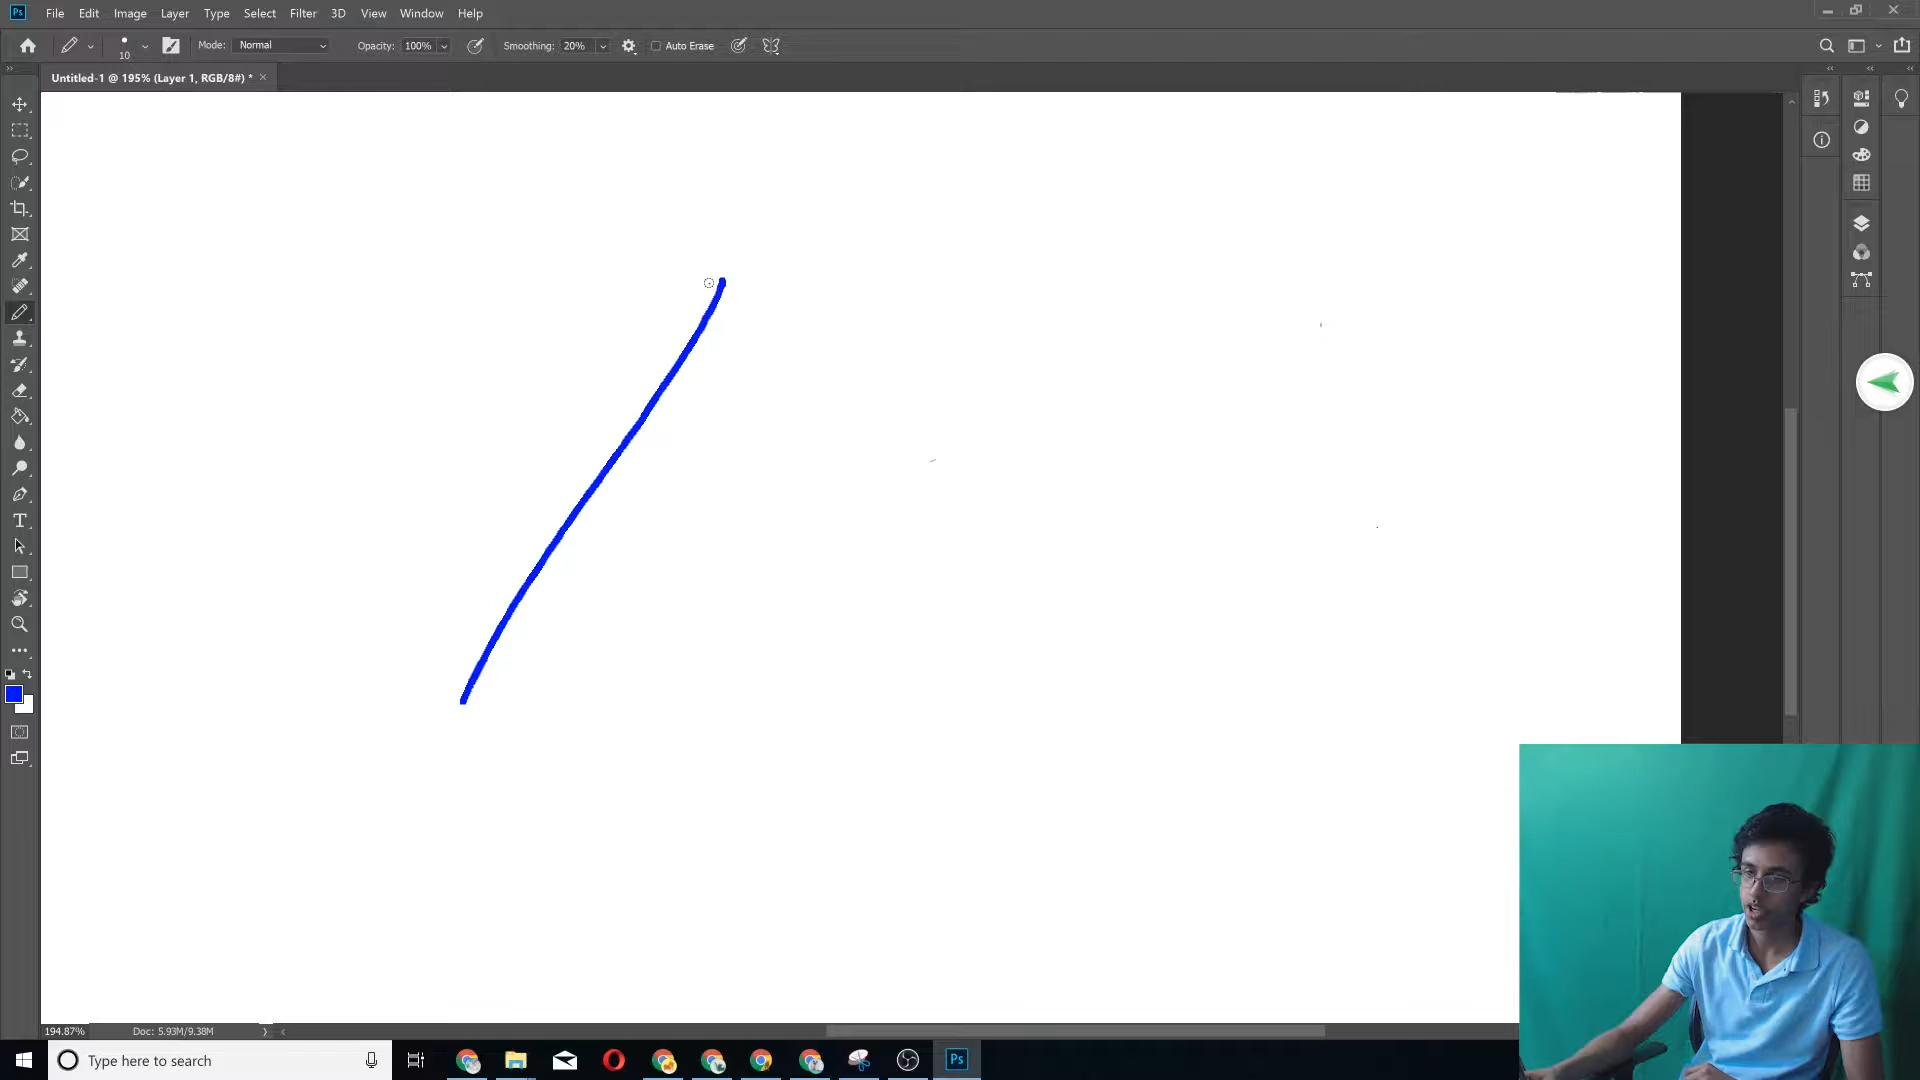 Ps File Edit Image Layer Type Select Filter 3D View Window Help
10 Mode: Normal Opacity: 100% Smoothing: 20% Auto Erase
Untitled-1 @ 195% (Layer 1, RGB/8#) *
194.87% Doc: 5.93M/9.38M
Type here to search Ps